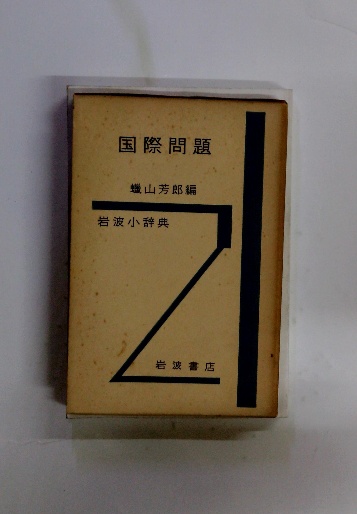 国際問題
蠟山芳郎編
岩波小辞典
岩波書店